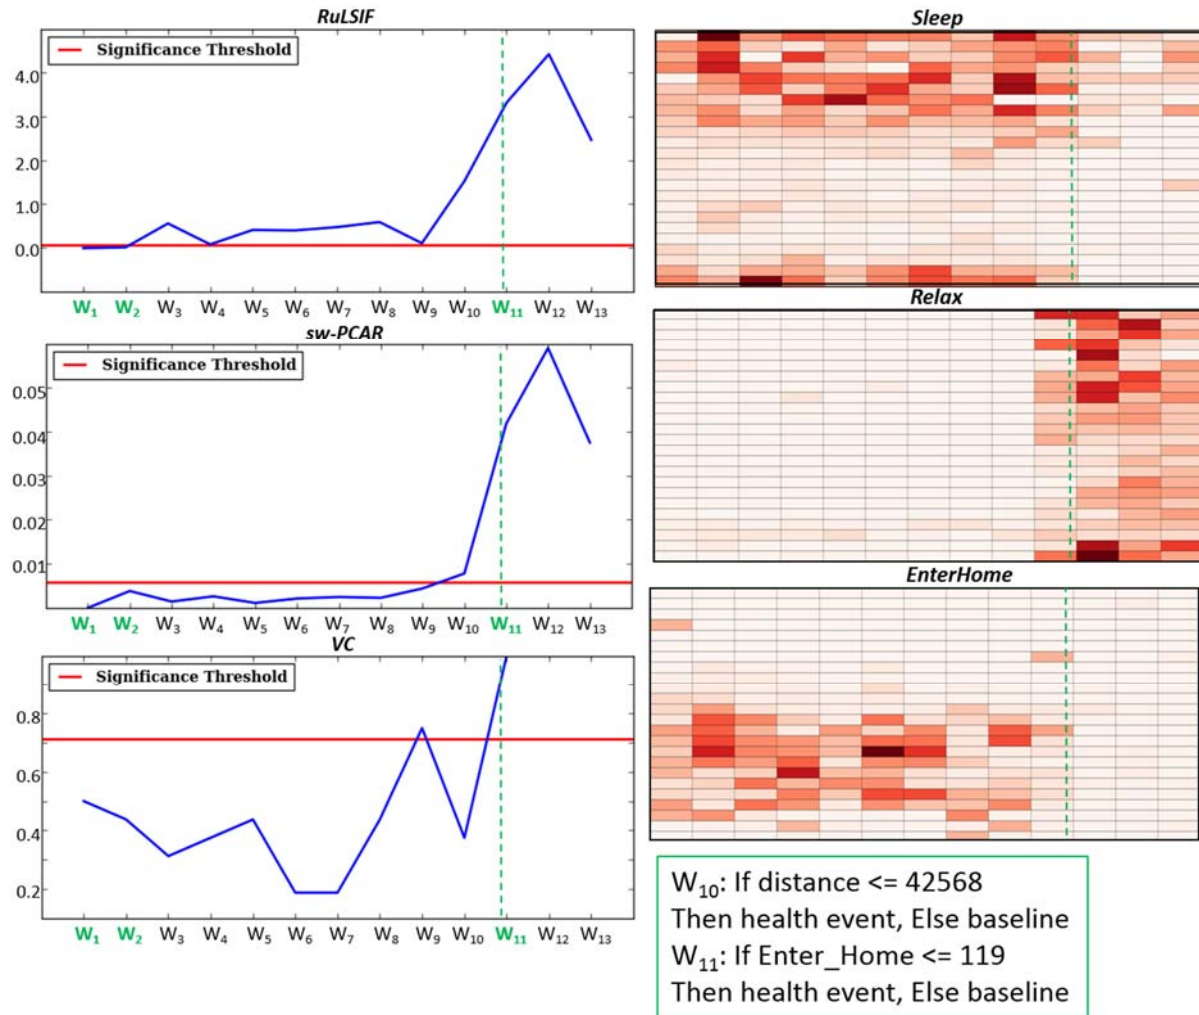 RuLSIF
Significance Threshold
4.0
3.0
2.0
1.0
0.0
W₁ W₂ W₃ W₄ W₅ W₆ W₇ W₈ W₉ W₁₀ W₁₁ W₁₂ W₁₃
sw-PCAR
Significance Threshold
0.05
0.04
0.03
0.02
0.01
W₁ W₂ W₃ W₄ W₅ W₆ W₇ W₈ W₉ W₁₀ W₁₁ W₁₂ W₁₃
VC
Significance Threshold
0.8
0.6
0.4
0.2
W₁ W₂ W₃ W₄ W₅ W₆ W₇ W₈ W₉ W₁₀ W₁₁ W₁₂ W₁₃
Sleep
Relax
EnterHome
W₁₀: If distance <= 42568
Then health event, Else baseline
W₁₁: If Enter_Home <= 119
Then health event, Else baseline